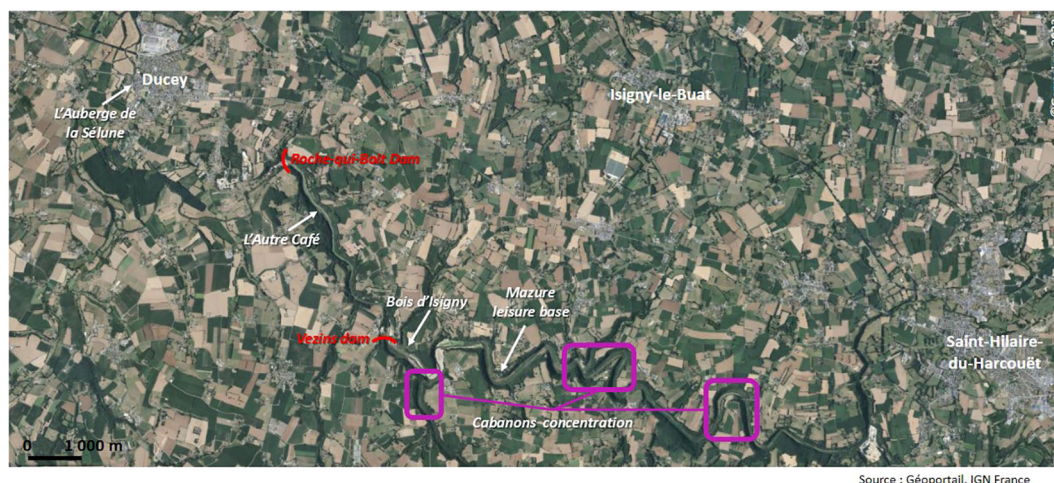 Ducey
L'Auberge de
la Sélune
Isigny-le-Buat
Roche-qui-Boit Dam
L'Autre Café
Bois d'Isigny
Mazure
leisure base
Vezins dam
Saint-Hilaire-
du-Harcouët
Cabanons concentration
0 1 000 m
Source : Géoportail, IGN France